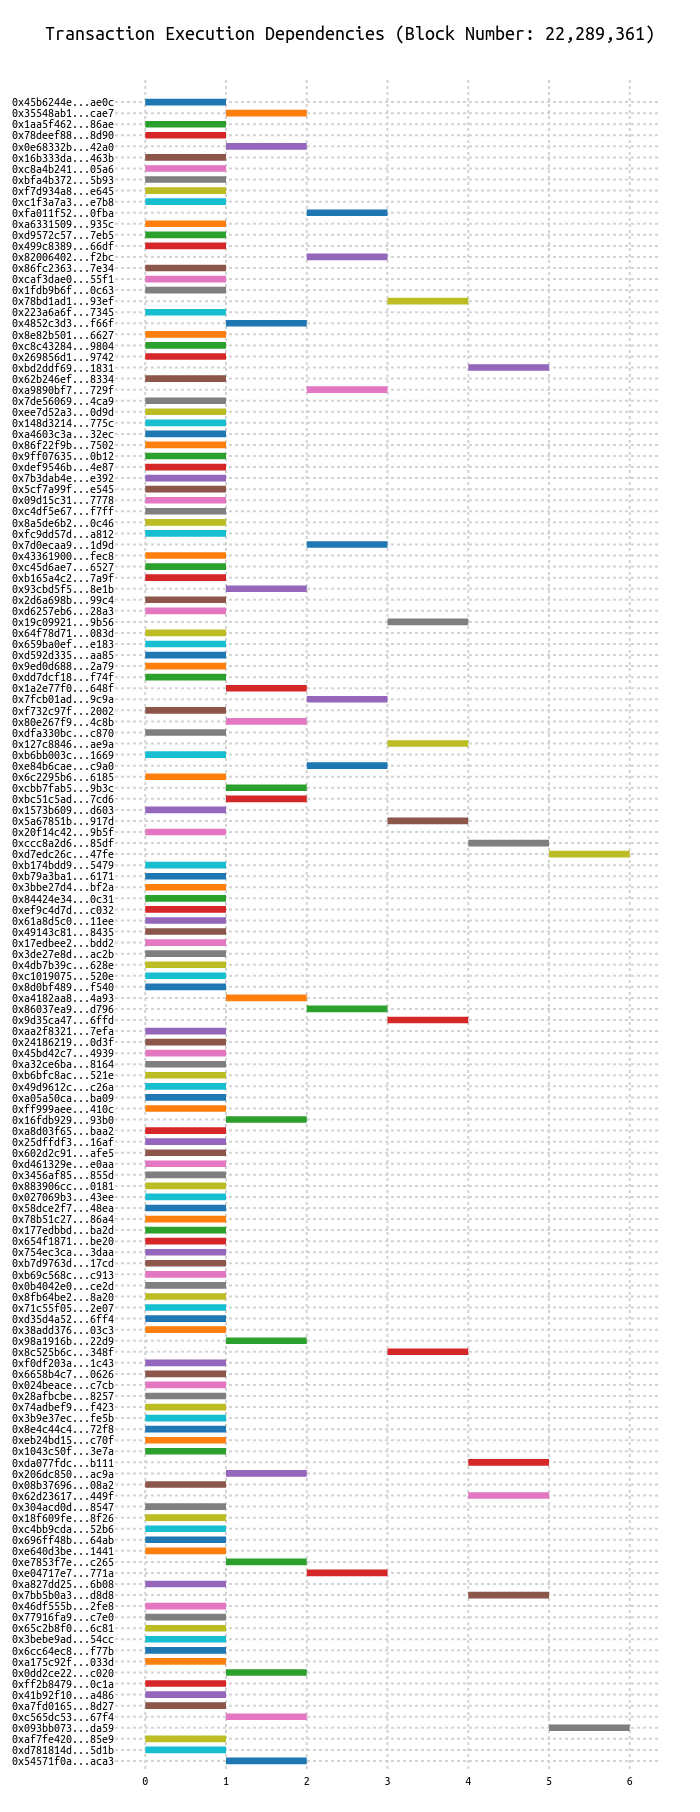 Transaction Execution Dependencies (Block Number: 22,289,361)
0x45b6244e...ae0c
0x35548ab1...cae7
0x1aa5f462...86ae
0x78deef88...8d90
0x0e68332b...42a0
0x16b333da...463b
0xc8a4b241...05a6
0xbfa4b372...5b93
0xf7d934a8...e645
0xc1f3a7a3...e7b8
0xfa011f52...0fba
0xa6331509...935c
0xd9572c57...7eb5
0x499c8389...66df
0x82006402...f2bc
0x86fc2363...7e34
0xcaf3dae0...55f1
0x1fdb9b6f...0c63
0x78bd1ad1...93ef
0x223a6a6f...7345
0x4852c3d3...f66f
0x8e82b501...6627
0xc8c43284...9804
0x269856d1...9742
0xbd2ddf69...1831
0x62b246ef...8334
0xa9890bf7...729f
0x7de56069...4ca9
0xee7d52a3...0d9d
0x148d3214...775c
0xa4603c3a...32ec
0x86f22f9b...7502
0x9ff07635...0b12
0xdef9546b...4e87
0x7b3dab4e...e392
0x5cf7a99f...e545
0x09d15c31...7778
0xc4df5e67...f7ff
0x8a5de6b2...0c46
0xfc9dd57d...a812
0x7d0ecaa9...1d9d
0x43361900...fec8
0xc45d6ae7...6527
0xb165a4c2...7a9f
0x93cbd5f5...8e1b
0x2d6a698b...99c4
0xd6257eb6...28a3
0x19c09921...9b56
0x64f78d71...083d
0x659ba0ef...e183
0xd592d335...aa85
0x9ed0d688...2a79
0xdd7dcf18...f74f
0x1a2e77f0...648f
0x7fcb01ad...9c9a
0xf732c97f...2002
0x80e267f9...4c8b
0xdfa330bc...c870
0x127c8846...ae9a
0xb6bb003c...1669
0xe84b6cae...c9a0
0x6c2295b6...6185
0xcbb7fab5...9b3c
0xbc51c5ad...7cd6
0x1573b609...d603
0x5a67851b...917d
0x20f14c42...9b5f
0xccc8a2d6...85df
0xd7edc26c...47fe
0xb174bdd9...5479
0xb79a3ba1...6171
0x3bbe27d4...bf2a
0x84424e34...0c31
0xef9c4d7d...c032
0x61a8d5c0...11ee
0x49143c81...8435
0x17edbee2...bdd2
0x3de27e8d...ac2b
0x4db7b39c...628e
0xc1019075...520e
0x8d0bf489...f540
0xa4182aa8...4a93
0x86037ea9...d796
0x9d35ca47...6ffd
0xaa2f8321...7efa
0x24186219...0d3f
0x45bd42c7...4939
0xa32ce6ba...8164
0xb6bfc8ac...521e
0x49d9612c...c26a
0xa05a50ca...ba09
0xff999aee...410c
0x16fdb929...93b0
0xa8d03f65...baa2
0x25dffdf3...16af
0x602d2c91...afe5
0xd461329e...e0aa
0x3456af85...855d
0x883906cc...0181
0x027069b3...43ee
0x58dce2f7...48ea
0x78b51c27...86a4
0x177edbbd...ba2d
0x654f1871...be20
0x754ec3ca...3daa
0xb7d9763d...17cd
0xb69c568c...c913
0x0b4042e0...ce2d
0x8fb64be2...8a20
0x71c55f05...2e07
0xd35d4a52...6ff4
0x38add376...03c3
0x98a1916b...22d9
0x8c525b6c...348f
0xf0df203a...1c43
0x6658b4c7...0626
0x024beace...c7cb
0x28afbcbe...8257
0x74adbef9...f423
0x3b9e37ec...fe5b
0x8e4c44c4...72f8
0xeb24bd15...c70f
0x1043c50f...3e7a
0xda077fdc...b111
0x206dc850...ac9a
0x08b37696...08a2
0x62d23617...449f
0x304acd0d...8547
0x18f609fe...8f26
0xc4bb9cda...52b6
0x696ff48b...64ab
0xe640d3be...1441
0xe7853f7e...c265
0xe04717e7...771a
0xa827dd25...6b08
0x7bb5b0a3...d8d8
0x46df555b...2fe8
0x77916fa9...c7e0
0x65c2b8f0...6c81
0x3bebe9ad...54cc
0x6cc64ec8...f77b
0xa175c92f...033d
0x0dd2ce22...c020
0xff2b8479...0c1a
0x41b92f10...a486
0xa7fd0165...8d27
0xc565dc53...67f4
0x093bb073...da59
0xaf7fe420...85e9
0xd781814d...5d1b
0x54571f0a...aca3
0 1 2 3 4 5 6